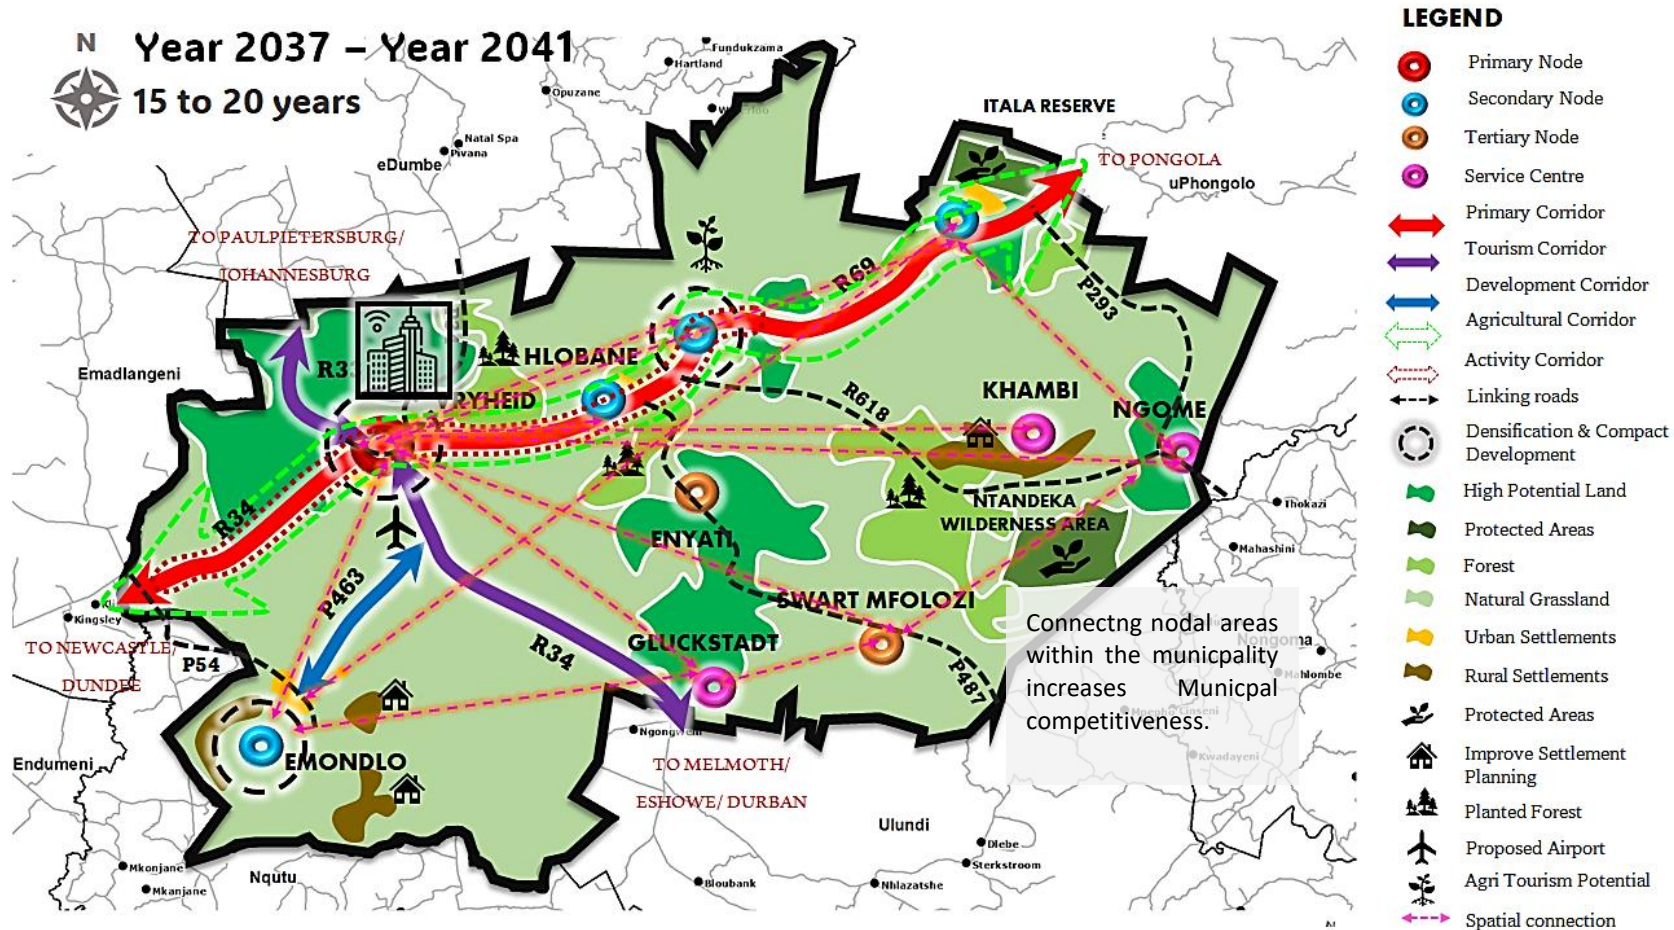 N
Year 2037 – Year 2041
15 to 20 years
Fundukzama
Hartland
Opuzane
Natal Spa
Pivana
eDumbe
ITALA RESERVE
TO PONGOLA
uPhongolo
TO PAULPIETERSBURG/
JOHANNESBURG
R69
P293
Emadlangeni
HLOBANE
RYHEID
R618
KHAMBI
NGOME
R34
ENYATI
NTANDEKA
WILDERNESS AREA
Thokazi
Mahashini
P463
Kingsley
TO NEWCASTLE/
DUNDEE
P54
SWART MFOLOZI
GLUCKSTADT
R34
P487
Connectng nodal areas
within the municpality
increases Municpal
competitiveness.
Nongoma
Mahlombe
Kwadayeni
EMONDLO
Endumeni
TO MELMOTH/
ESHOWE/ DURBAN
Ulundi
Dlebe
Sterkstroom
Nhlazatshe
Bloubank
Nqutu
Mkonjane
Mkanjane
LEGEND
Primary Node
Secondary Node
Tertiary Node
Service Centre
Primary Corridor
Tourism Corridor
Development Corridor
Agricultural Corridor
Activity Corridor
Linking roads
Densification & Compact
Development
High Potential Land
Protected Areas
Forest
Natural Grassland
Urban Settlements
Rural Settlements
Protected Areas
Improve Settlement
Planning
Planted Forest
Proposed Airport
Agri Tourism Potential
Spatial connection